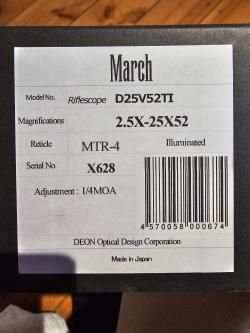 March
Model No. Riflescope D25V52TI
Magnifications 2.5X-25X52
Reticle MTR-4 Illuminated
Serial No. X628
Adjustment : 1/4MOA
4 570058 000674
DEON Optical Design Corporation
Made in Japan